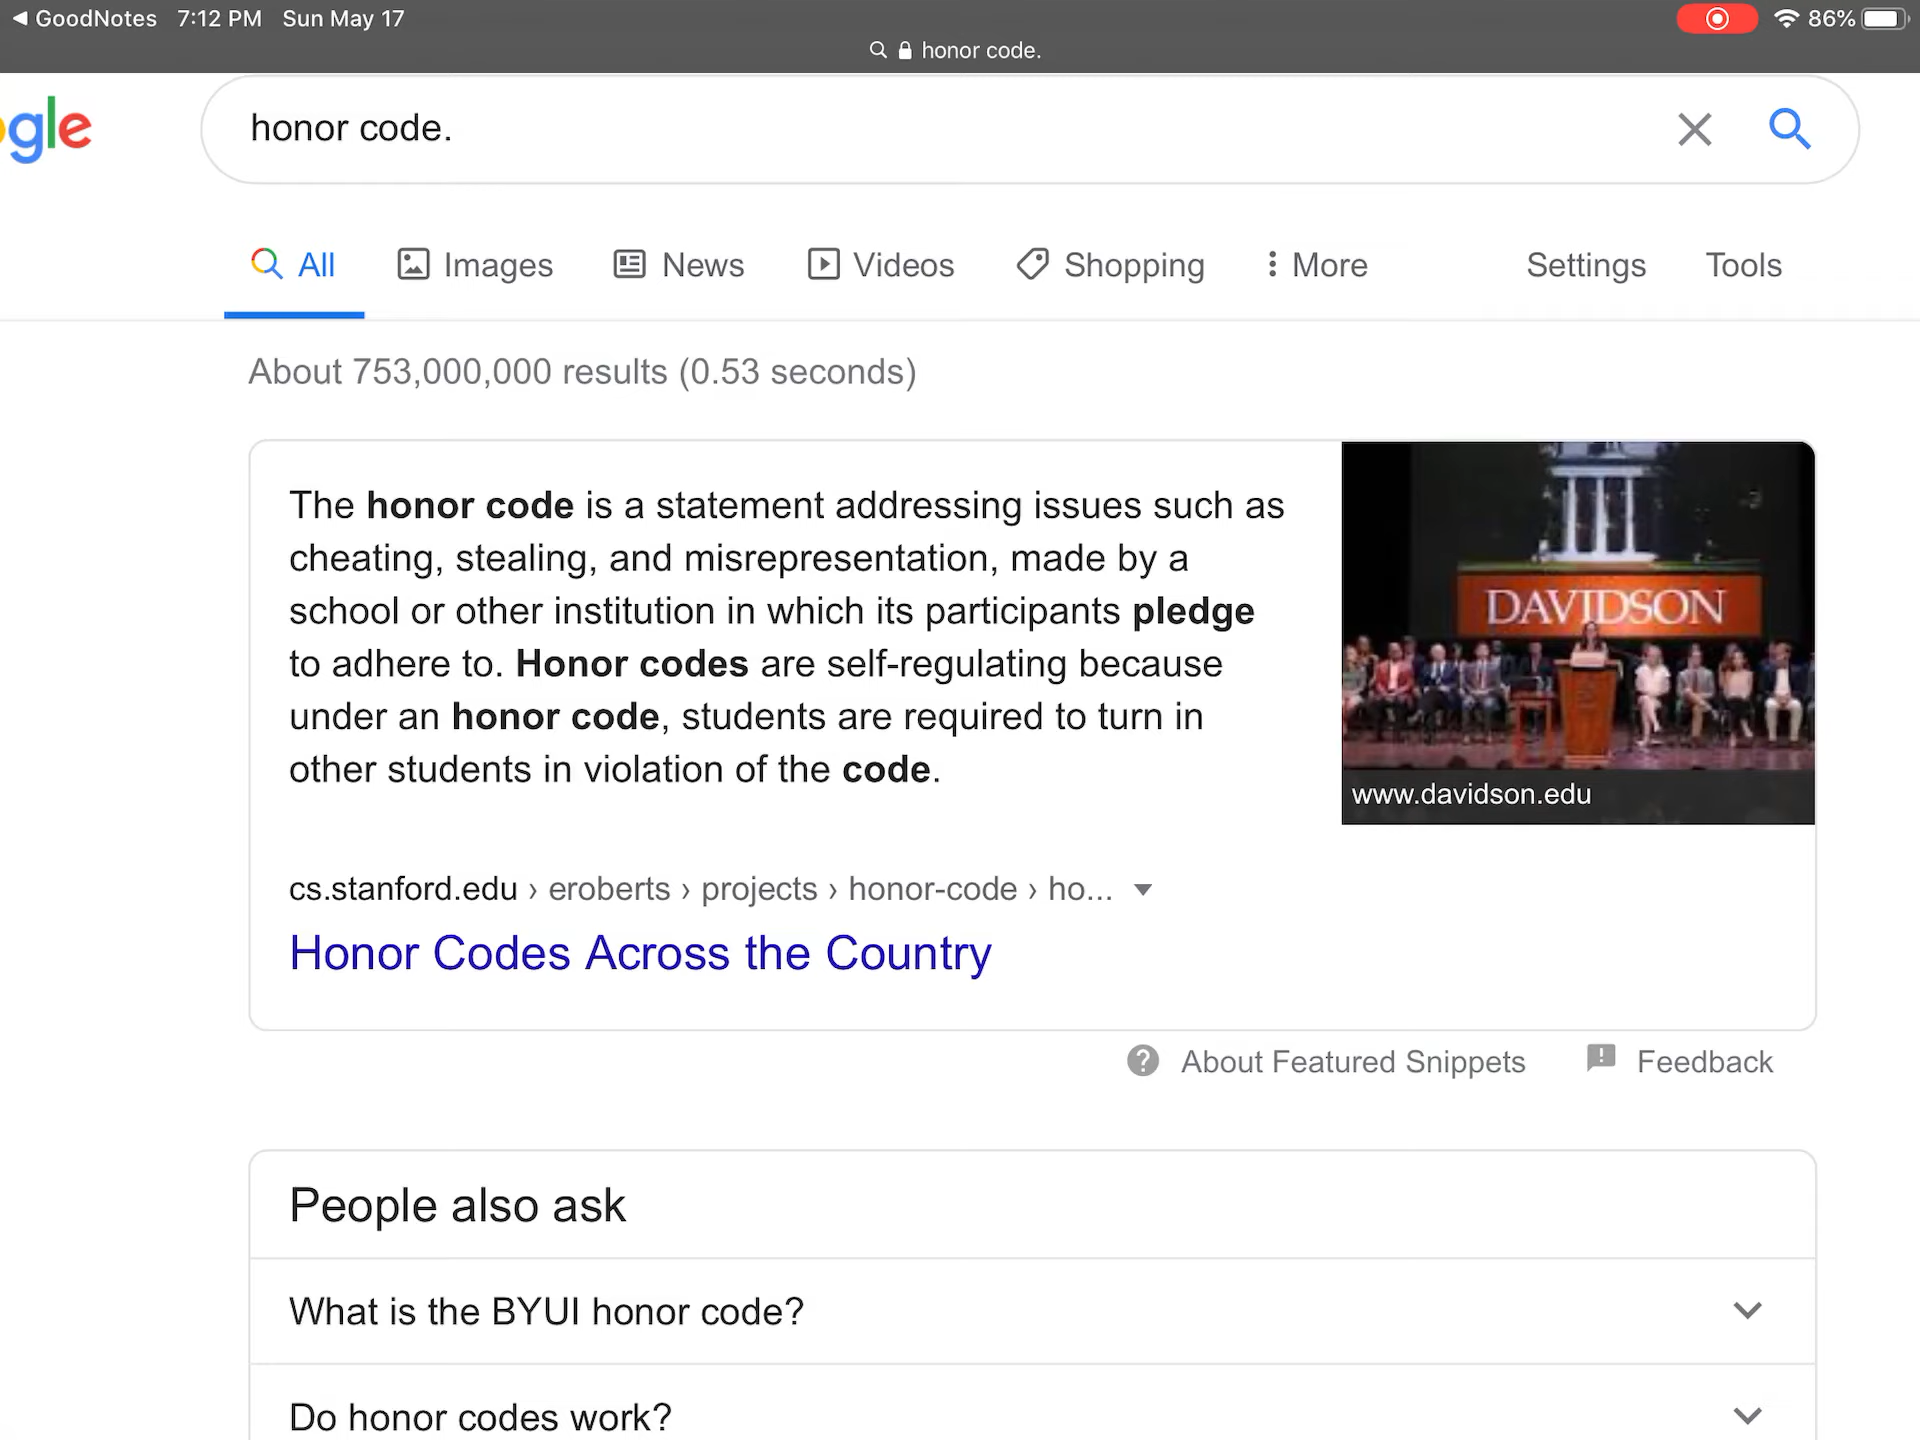 GoodNotes 7:12 PM Sun May 17 86%
honor code.
gle honor code.
All Images News Videos Shopping More Settings Tools
About 753,000,000 results (0.53 seconds)
The honor code is a statement addressing issues such as
cheating, stealing, and misrepresentation, made by a
school or other institution in which its participants pledge
to adhere to. Honor codes are self-regulating because
under an honor code, students are required to turn in
other students in violation of the code.
DAVIDSON
www.davidson.edu
cs.stanford.edu › eroberts › projects › honor-code › ho...
Honor Codes Across the Country
About Featured Snippets Feedback
People also ask
What is the BYUI honor code?
Do honor codes work?